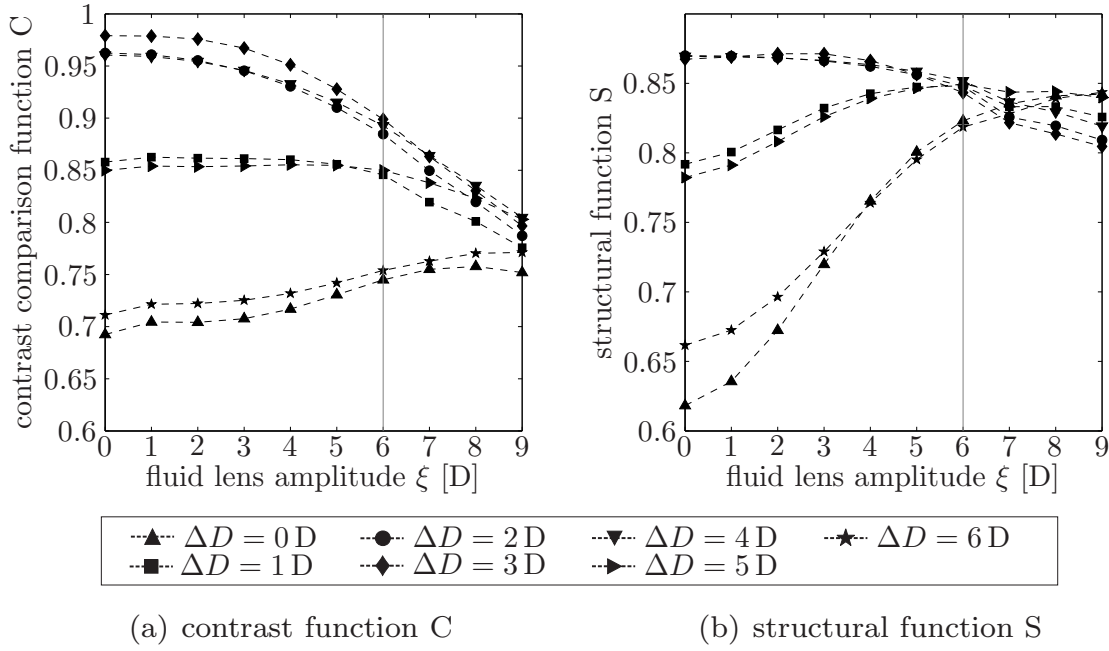 contrast comparison function C
1
0.95
0.9
0.85
0.8
0.75
0.7
0.65
0.6
0 1 2 3 4 5 6 7 8 9
fluid lens amplitude ξ [D]
structural function S
0.85
0.8
0.75
0.7
0.65
0.6
0 1 2 3 4 5 6 7 8 9
fluid lens amplitude ξ [D]
ΔD = 0 D ΔD = 2 D ΔD = 4 D ΔD = 6 D
ΔD = 1 D ΔD = 3 D ΔD = 5 D
(a) contrast function C
(b) structural function S